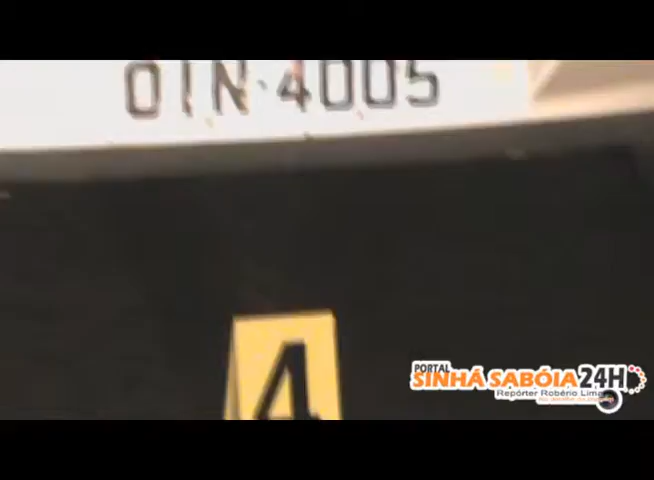 OIN·4005
4
PORTAL
SINHÁ SABÓIA 24H
Repórter Robério Lima